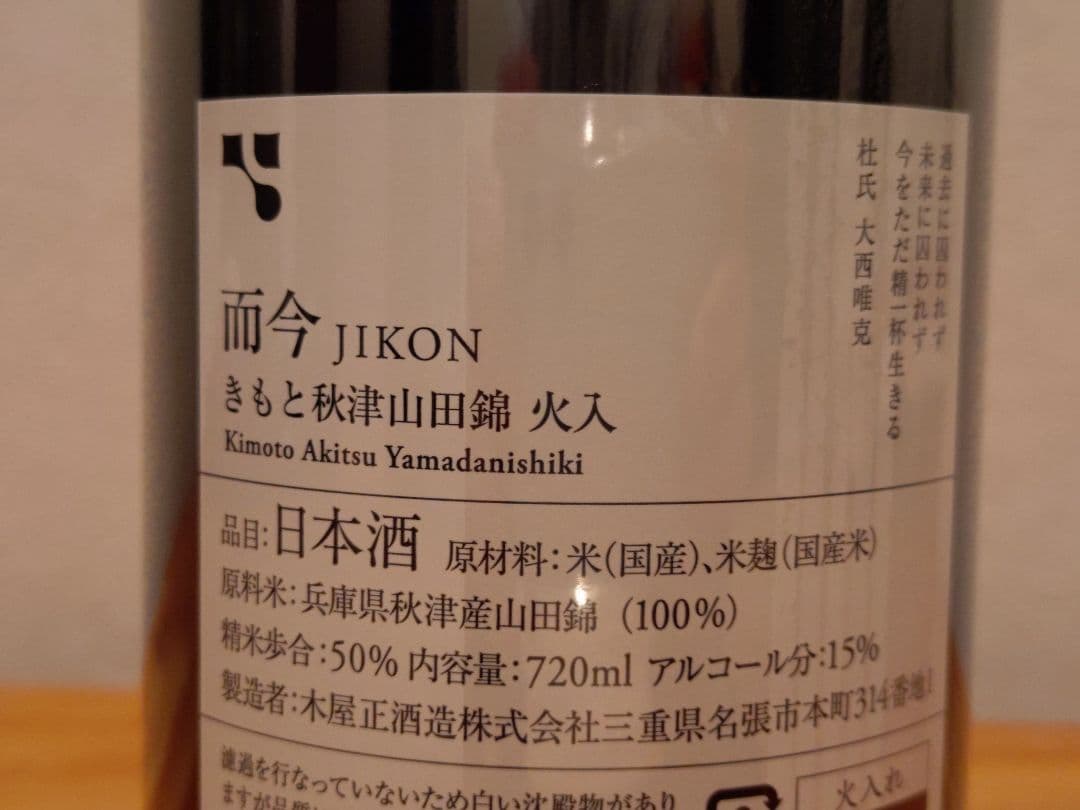 過去に囚われず
未来に囚われず
今をただ精一杯生きる
杜氏 大西唯克
而今 JIKON
きもと秋津山田錦 火入
Kimoto Akitsu Yamadanishiki
品目:日本酒 原材料:米(国産)、米麹(国産米)
原料米:兵庫県秋津産山田錦 (100%)
精米歩合:50% 内容量:720ml アルコール分:15%
製造者:木屋正酒造株式会社三重県名張市本町314番地1
濾過を行なっていないため白い沈殿物があり
ますが品質
火入れ